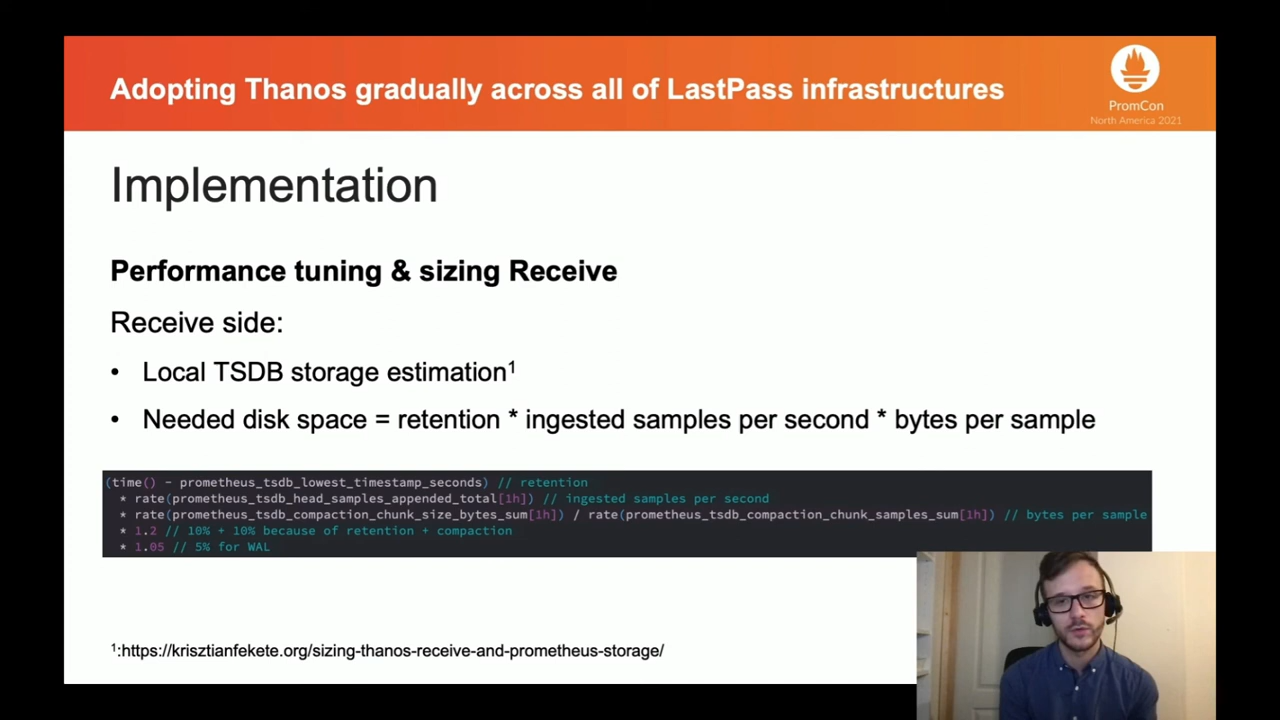 Adopting Thanos gradually across all of LastPass infrastructures
PromCon
North America 2021
Implementation
Performance tuning & sizing Receive
Receive side:
• Local TSDB storage estimation¹
• Needed disk space = retention * ingested samples per second * bytes per sample
(time() - prometheus_tsdb_lowest_timestamp_seconds) // retention
* rate(prometheus_tsdb_head_samples_appended_total[1h]) // ingested samples per second
* rate(prometheus_tsdb_compaction_chunk_size_bytes_sum[1h]) / rate(prometheus_tsdb_compaction_chunk_samples_sum[1h]) // bytes per sample
* 1.2 // 10% + 10% because of retention + compaction
* 1.05 // 5% for WAL
¹:https://krisztianfekete.org/sizing-thanos-receive-and-prometheus-storage/